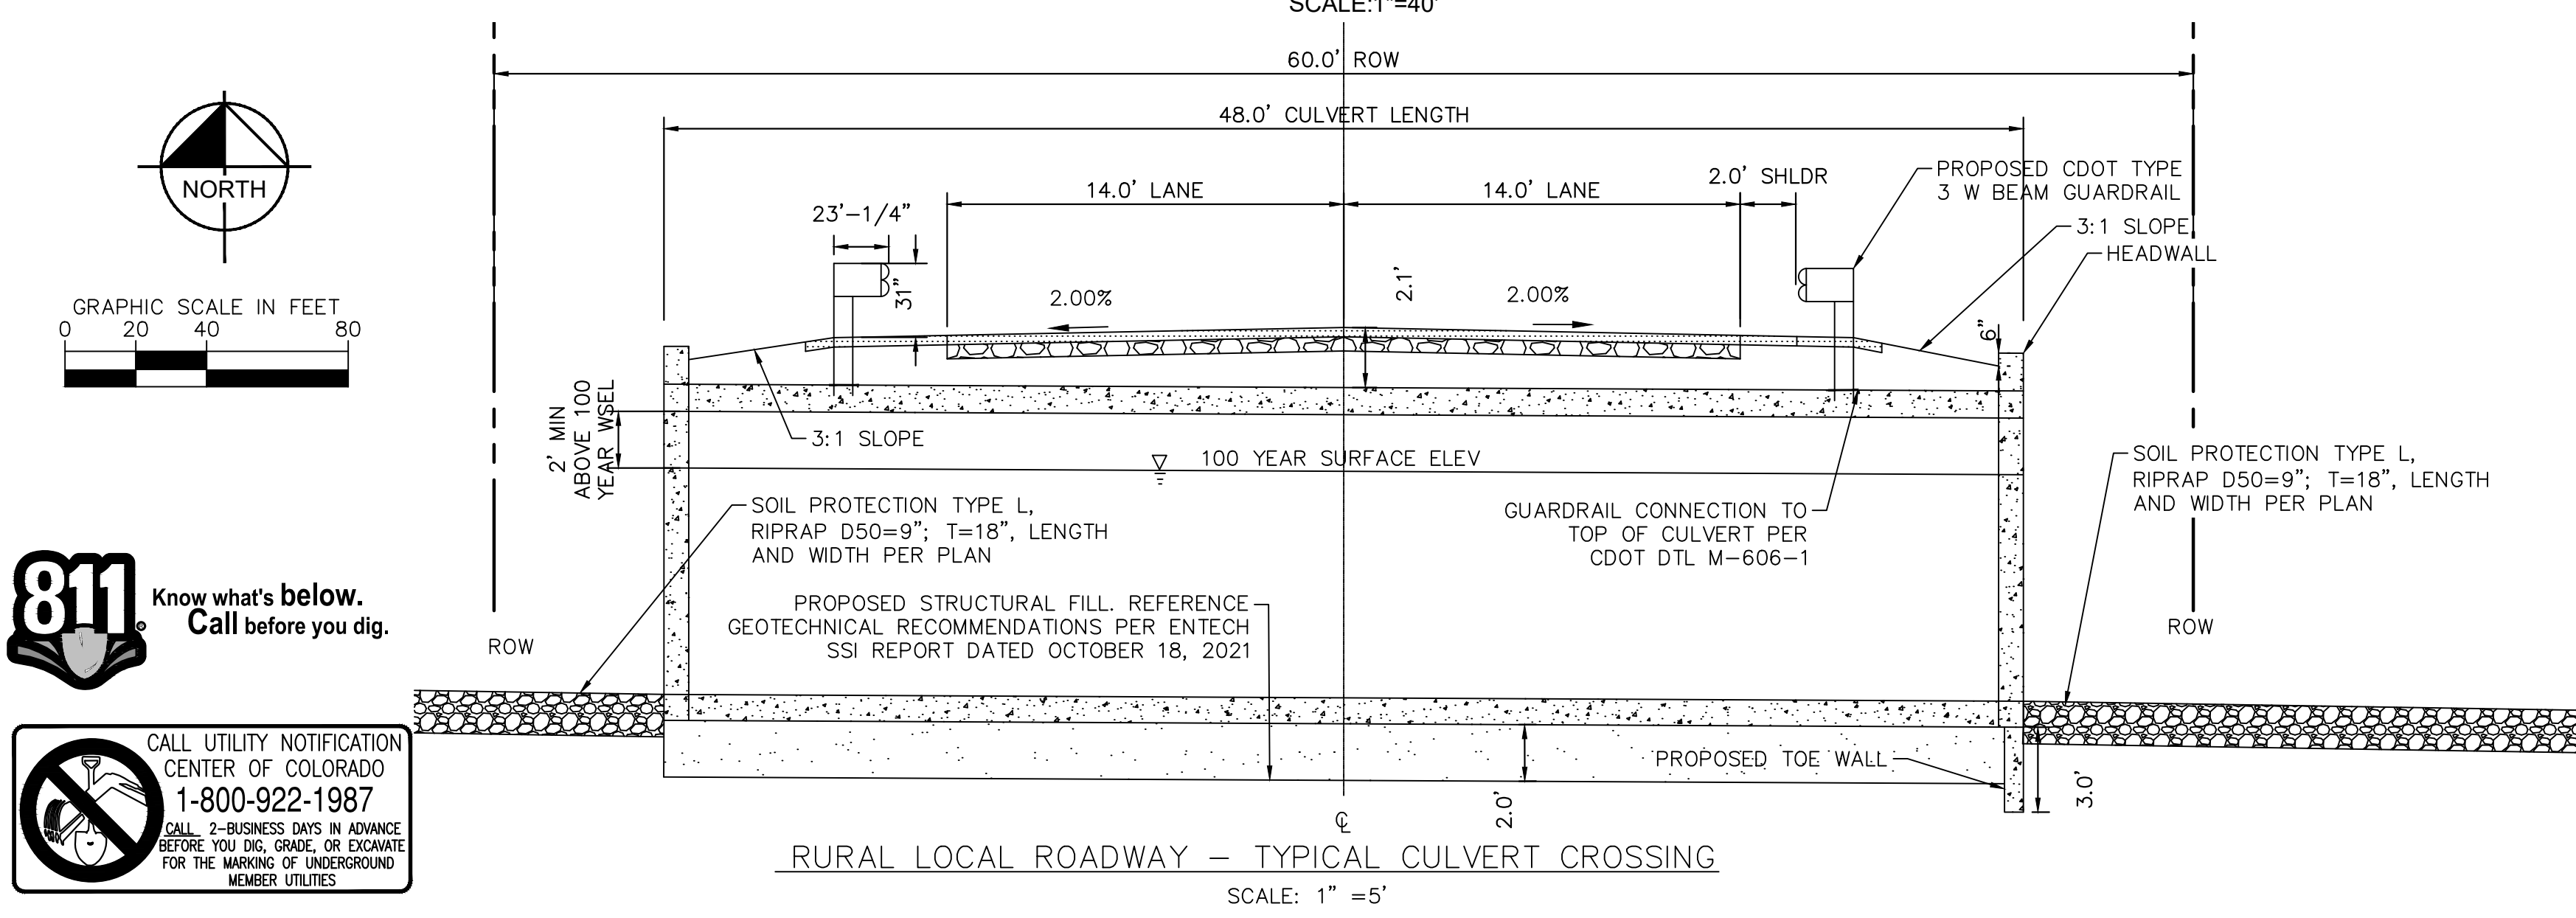 SCALE:1"=40'
60.0' ROW
48.0' CULVERT LENGTH
14.0' LANE
14.0' LANE
2.0' SHLDR
PROPOSED CDOT TYPE
3 W BEAM GUARDRAIL
3:1 SLOPE
HEADWALL
23'-1/4"
31"
2.00%
2.1'
2.00%
6"
NORTH
GRAPHIC SCALE IN FEET
0 20 40 80
2' MIN
ABOVE 100
YEAR WSEL
3:1 SLOPE
100 YEAR SURFACE ELEV
SOIL PROTECTION TYPE L,
RIPRAP D50=9"; T=18", LENGTH
AND WIDTH PER PLAN
GUARDRAIL CONNECTION TO
TOP OF CULVERT PER
CDOT DTL M-606-1
SOIL PROTECTION TYPE L,
RIPRAP D50=9"; T=18", LENGTH
AND WIDTH PER PLAN
PROPOSED STRUCTURAL FILL. REFERENCE
GEOTECHNICAL RECOMMENDATIONS PER ENTECH
SSI REPORT DATED OCTOBER 18, 2021
ROW
ROW
811
Know what's below.
Call before you dig.
CALL UTILITY NOTIFICATION
CENTER OF COLORADO
1-800-922-1987
CALL 2-BUSINESS DAYS IN ADVANCE
BEFORE YOU DIG, GRADE, OR EXCAVATE
FOR THE MARKING OF UNDERGROUND
MEMBER UTILITIES
PROPOSED TOE WALL
2.0'
3.0'
℄
RURAL LOCAL ROADWAY – TYPICAL CULVERT CROSSING
SCALE: 1" =5'